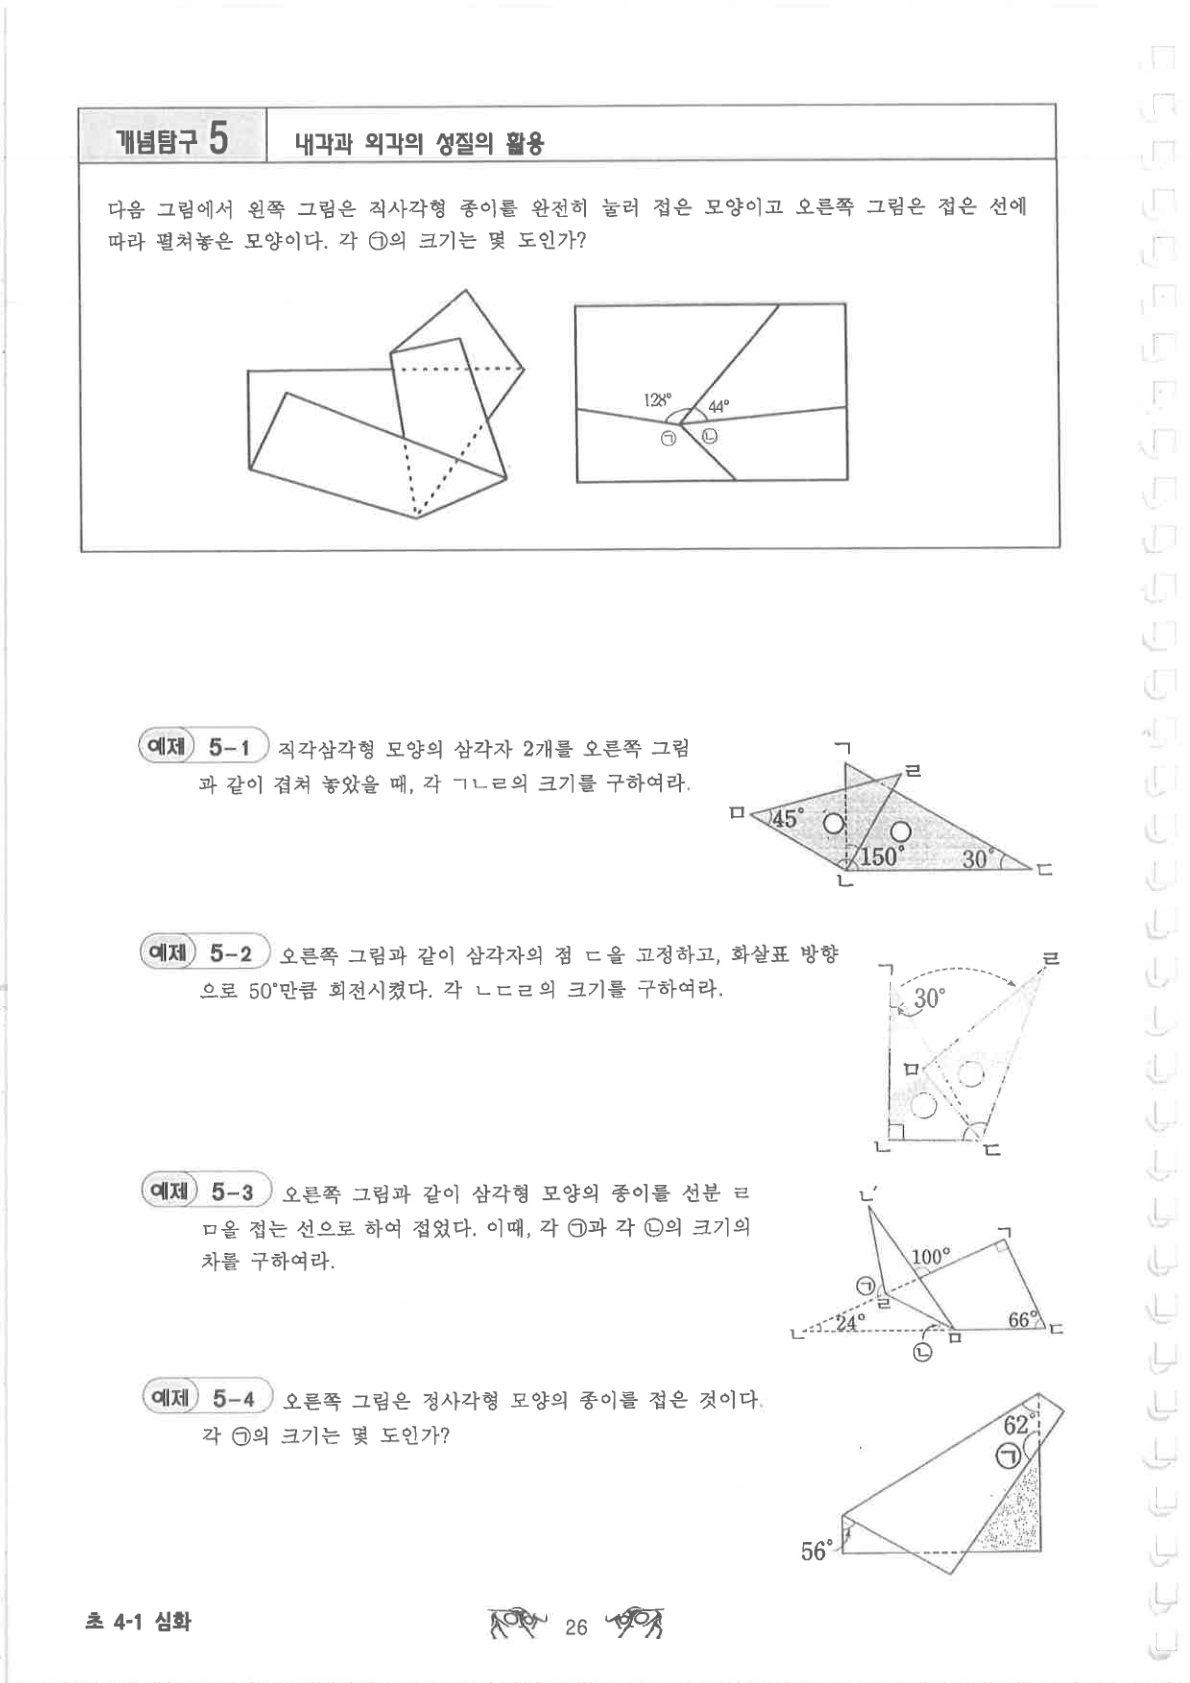 개념탐구 5 내각과 외각의 성질의 활용
다음 그림에서 왼쪽 그림은 직사각형 종이를 완전히 눌러 접은 모양이고 오른쪽 그림은 접은 선에
따라 펼쳐놓은 모양이다. 각 ㉠의 크기는 몇 도인가?
128° 44°
㉠ ㉡
예제 5-1 직각삼각형 모양의 삼각자 2개를 오른쪽 그림
과 같이 겹쳐 놓았을 때, 각 ㄱㄴㄹ의 크기를 구하여라.
ㄱ
ㄹ
ㅁ 45°
150° 30° ㄷ
ㄴ
예제 5-2 오른쪽 그림과 같이 삼각자의 점 ㄷ을 고정하고, 화살표 방향
으로 50°만큼 회전시켰다. 각 ㄴㄷㄹ의 크기를 구하여라.
ㄱ ㄹ
30°
ㅁ
ㄴ ㄷ
예제 5-3 오른쪽 그림과 같이 삼각형 모양의 종이를 선분 ㄹ
ㅁ을 접는 선으로 하여 접었다. 이때, 각 ㉠과 각 ㉡의 크기의
차를 구하여라.
ㄴ′
ㄱ
100°
㉠
ㄹ
ㄴ 24° ㅁ 66° ㄷ
㉡
예제 5-4 오른쪽 그림은 정사각형 모양의 종이를 접은 것이다.
각 ㉠의 크기는 몇 도인가?
62°
㉠
56°
초 4-1 심화
26